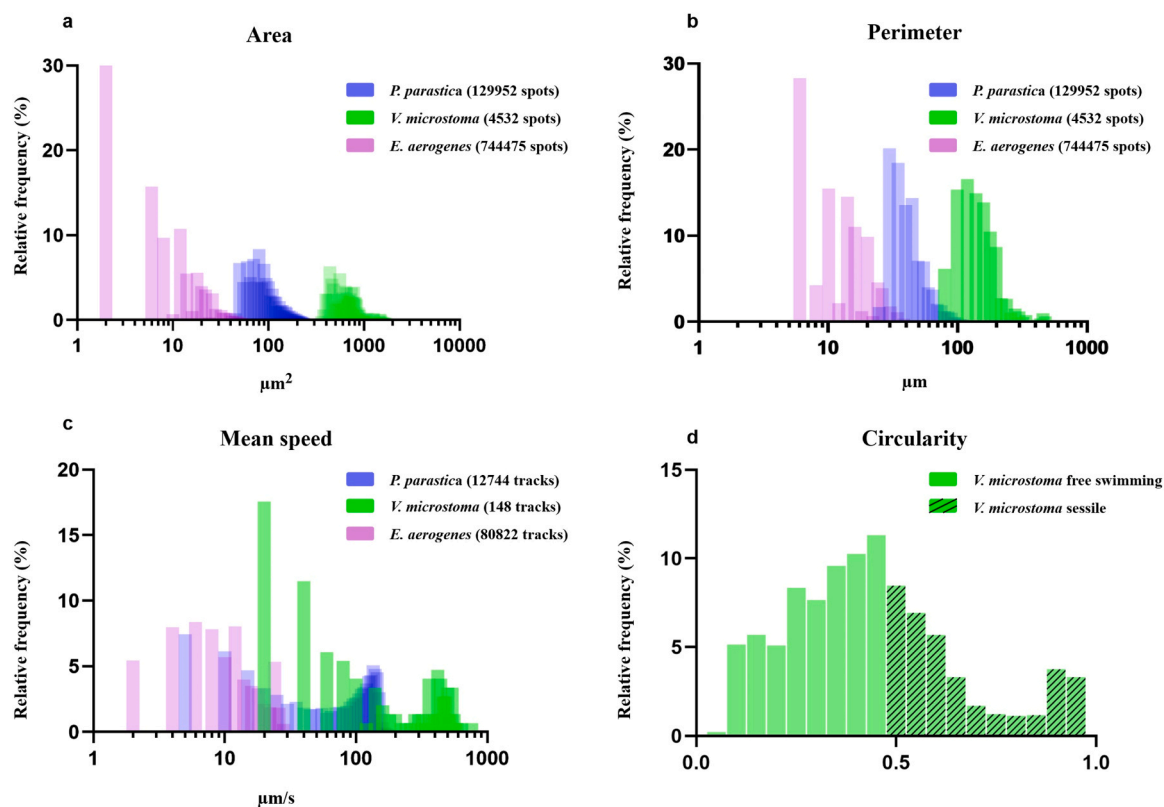 a
Area
30
20
10
0
Relative frequency (%)
P. parastica (129952 spots)
V. microstoma (4532 spots)
E. aerogenes (744475 spots)
1 10 100 1000 10000
µm²
b
Perimeter
30
20
10
0
Relative frequency (%)
P. parastica (129952 spots)
V. microstoma (4532 spots)
E. aerogenes (744475 spots)
1 10 100 1000
µm
c
Mean speed
20
15
10
5
0
Relative frequency (%)
P. parastica (12744 tracks)
V. microstoma (148 tracks)
E. aerogenes (80822 tracks)
1 10 100 1000
µm/s
d
Circularity
15
10
5
0
Relative frequency (%)
V. microstoma free swimming
V. microstoma sessile
0.0 0.5 1.0